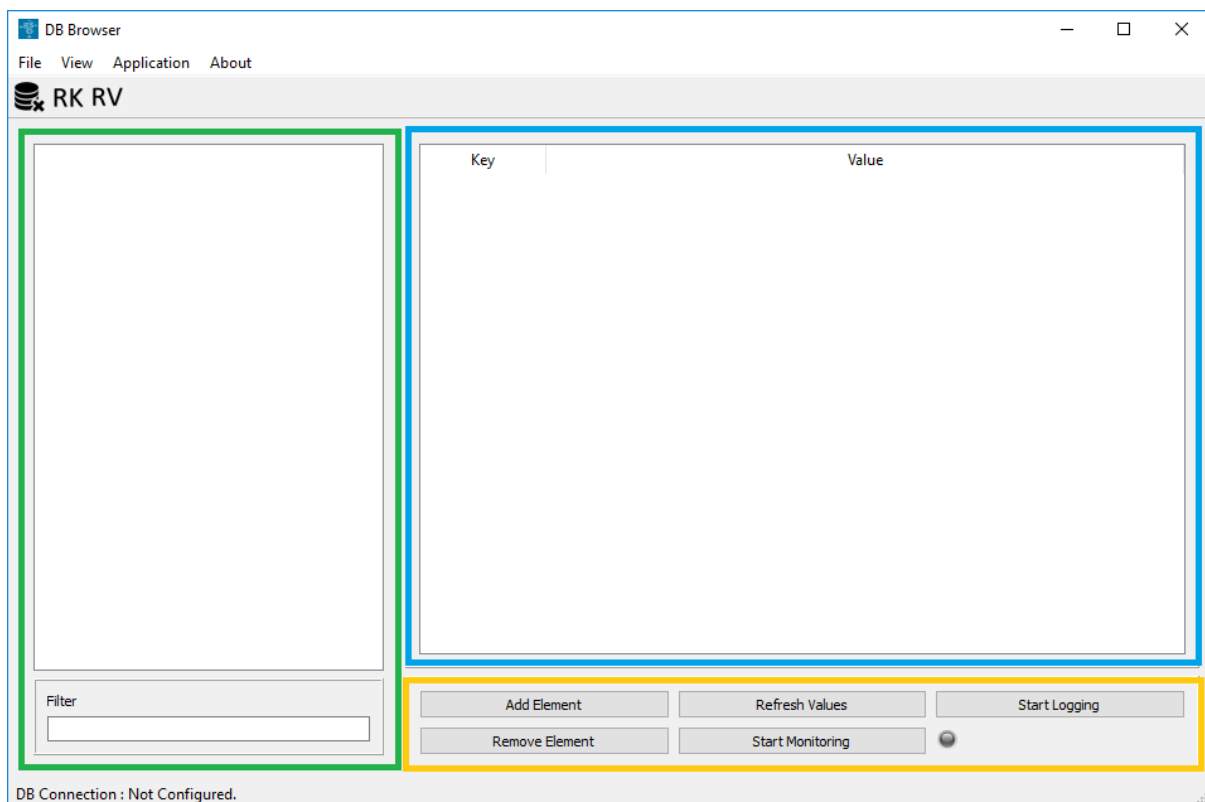 DB Browser
File View Application About
RK RV
Key Value
Filter
Add Element Refresh Values Start Logging
Remove Element Start Monitoring
DB Connection : Not Configured.